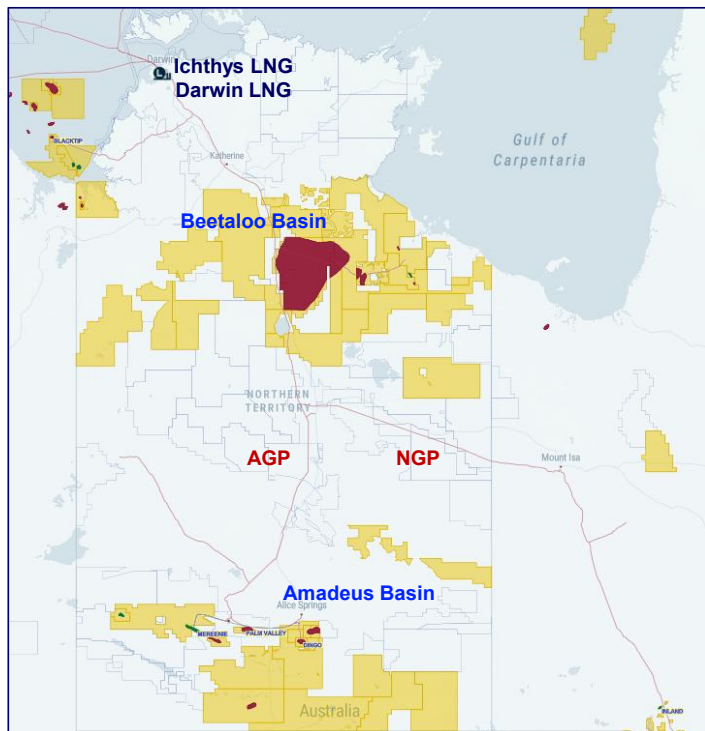 Darwin
Ichthys LNG
Darwin LNG
BLACKTIP
Gulf of
Carpentaria
Katherine
Beetaloo Basin
NORTHERN
TERRITORY
AGP
NGP
Mount Isa
Amadeus Basin
Alice Springs
MEREENIE
PALM VALLEY
DINGO
Australia
INLAND